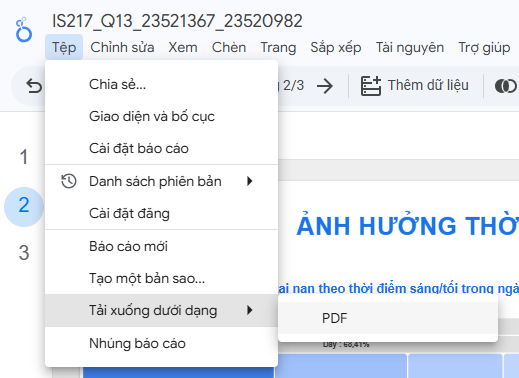 IS217_Q13_23521367_23520982
Tệp Chỉnh sửa Xem Chèn Trang Sắp xếp Tài nguyên Trợ giúp
2/3 Thêm dữ liệu
Chia sẻ...
Giao diện và bố cục
Cài đặt báo cáo
Danh sách phiên bản
Cài đặt đăng
Báo cáo mới
Tạo một bản sao...
Tải xuống dưới dạng
Nhúng báo cáo
PDF
1
2
3
ẢNH HƯỞNG THỜ
ai nạn theo thời điểm sáng/tối trong ngà